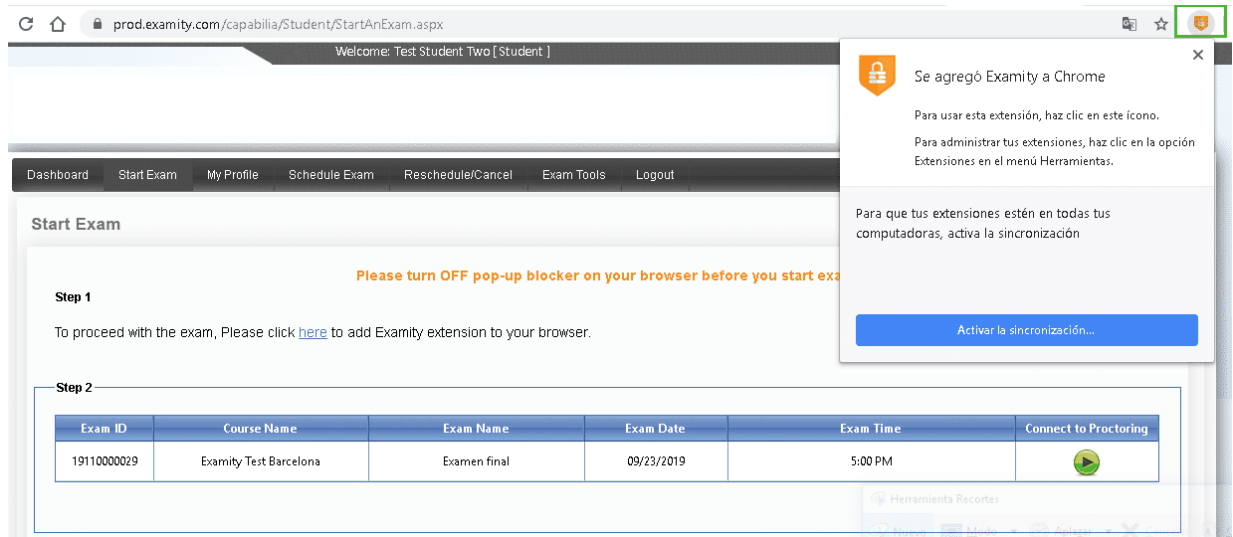 prod.examity.com/capabilia/Student/StartAnExam.aspx
Welcome: Test Student Two [ Student ]
Se agregó Examity a Chrome
Para usar esta extensión, haz clic en este ícono.
Para administrar tus extensiones, haz clic en la opción
Extensiones en el menú Herramientas.
Para que tus extensiones estén en todas tus
computadoras, activa la sincronización
Activar la sincronización...
Dashboard Start Exam My Profile Schedule Exam Reschedule/Cancel Exam Tools Logout
Start Exam
Please turn OFF pop-up blocker on your browser before you start exa
Step 1
To proceed with the exam, Please click here to add Examity extension to your browser.
Step 2
Exam ID Course Name Exam Name Exam Date Exam Time Connect to Proctoring
19110000029 Examity Test Barcelona Examen final 09/23/2019 5:00 PM
Herramienta Recortes
Nuevo Modo Aplazar